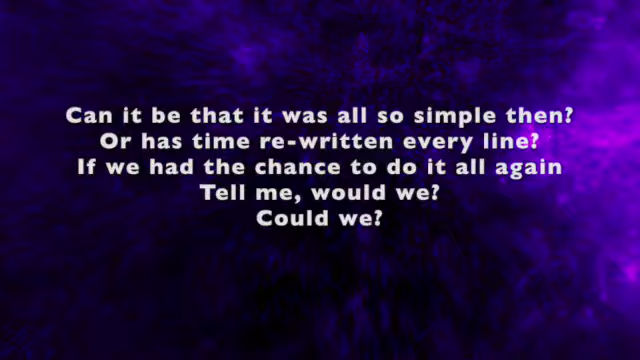 Can it be that it was all so simple then?
Or has time re-written every line?
If we had the chance to do it all again
Tell me, would we?
Could we?